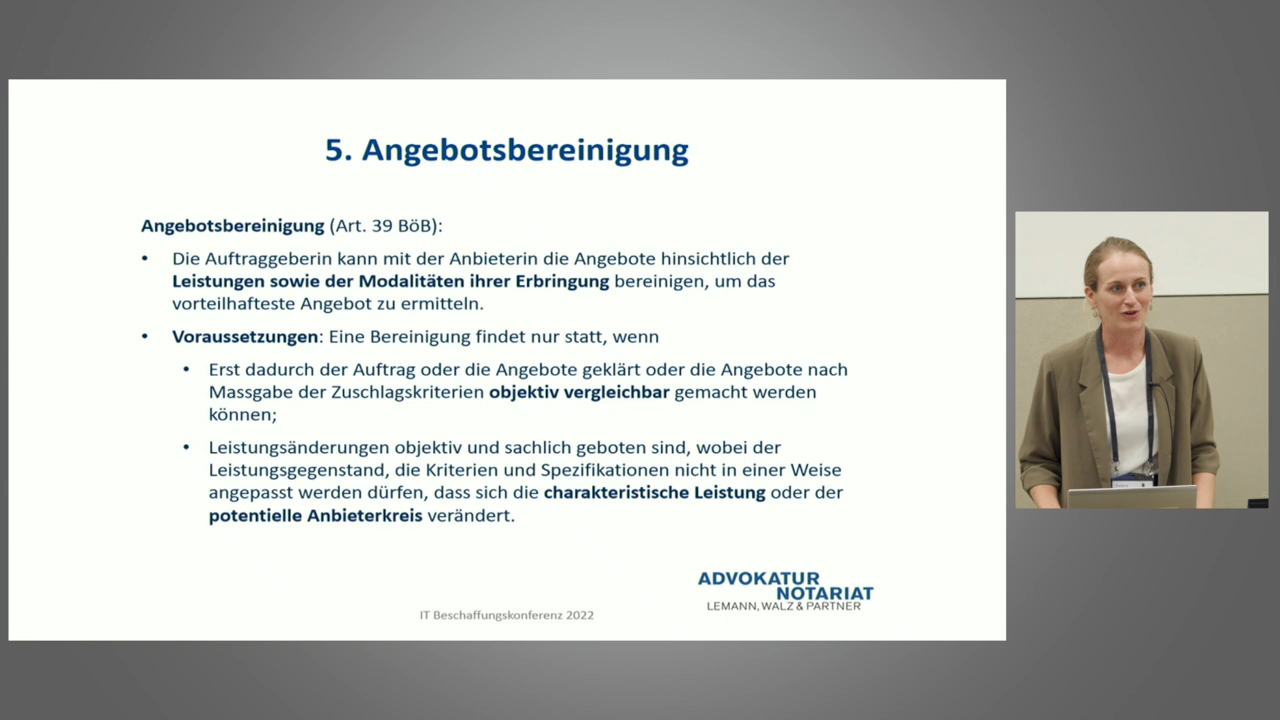 5. Angebotsbereinigung
Angebotsbereinigung (Art. 39 BöB):
• Die Auftraggeberin kann mit der Anbieterin die Angebote hinsichtlich der
Leistungen sowie der Modalitäten ihrer Erbringung bereinigen, um das
vorteilhafteste Angebot zu ermitteln.
• Voraussetzungen: Eine Bereinigung findet nur statt, wenn
• Erst dadurch der Auftrag oder die Angebote geklärt oder die Angebote nach
Massgabe der Zuschlagskriterien objektiv vergleichbar gemacht werden
können;
• Leistungsänderungen objektiv und sachlich geboten sind, wobei der
Leistungsgegenstand, die Kriterien und Spezifikationen nicht in einer Weise
angepasst werden dürfen, dass sich die charakteristische Leistung oder der
potentielle Anbieterkreis verändert.
ADVOKATUR
NOTARIAT
LEMANN, WALZ & PARTNER
IT Beschaffungskonferenz 2022